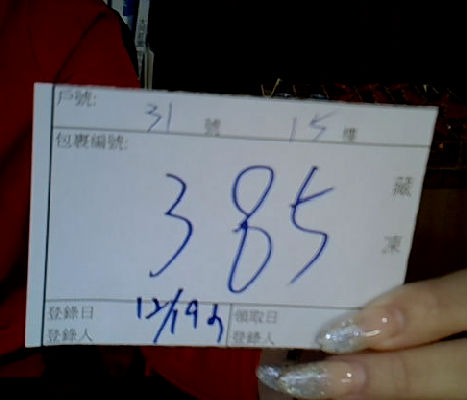 戶號: 31 號 15 樓
包裹編號:
385
藏
凍
登錄日 12/19
登錄人
領取日
登錄人